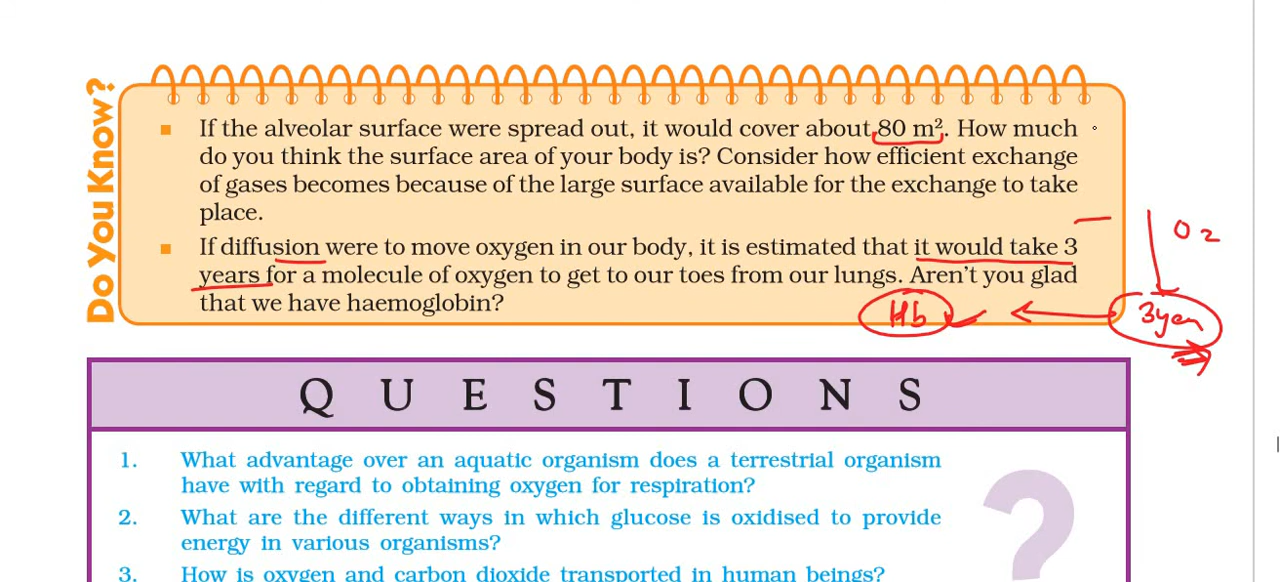 Do You Know?
If the alveolar surface were spread out, it would cover about 80 m². How much
do you think the surface area of your body is? Consider how efficient exchange
of gases becomes because of the large surface available for the exchange to take
place.
If diffusion were to move oxygen in our body, it is estimated that it would take 3
years for a molecule of oxygen to get to our toes from our lungs. Aren't you glad
that we have haemoglobin?
O2
Hb
3 year
QUESTIONS
1. What advantage over an aquatic organism does a terrestrial organism
have with regard to obtaining oxygen for respiration?
2. What are the different ways in which glucose is oxidised to provide
energy in various organisms?
3. How is oxygen and carbon dioxide transported in human beings?
?